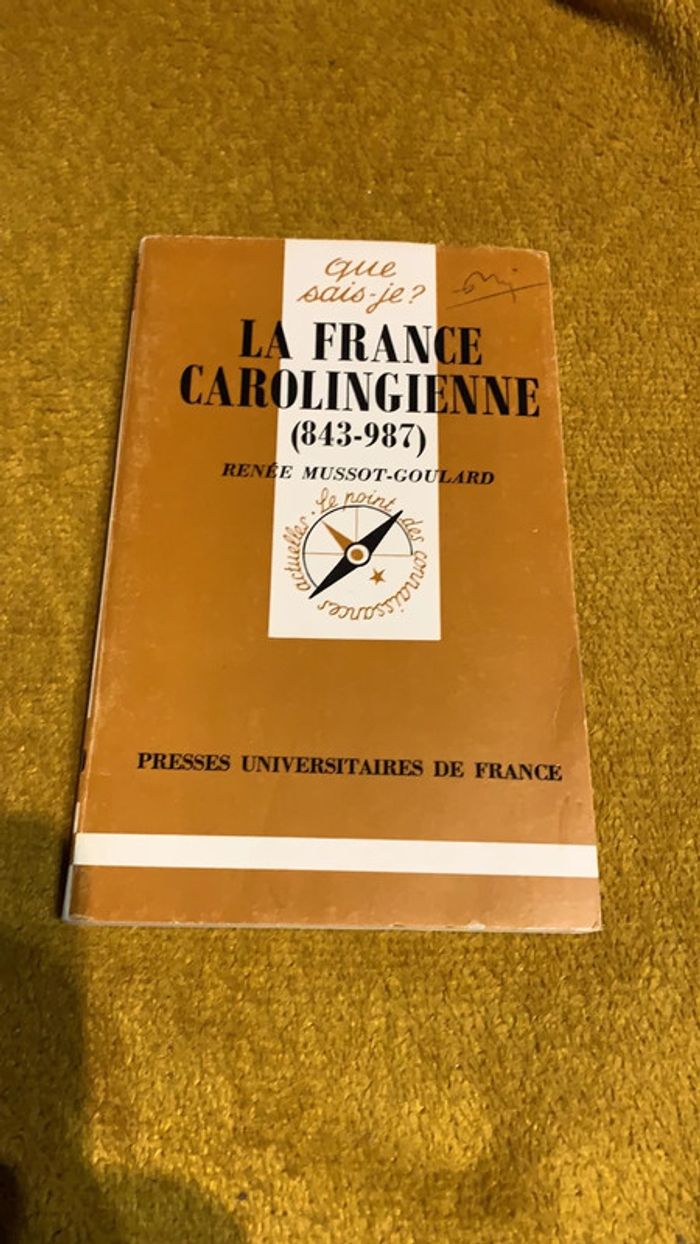 que
sais-je?
LA FRANCE
CAROLINGIENNE
(843-987)
RENÉE MUSSOT-GOULARD
Le point des connaissances actuelles.
PRESSES UNIVERSITAIRES DE FRANCE